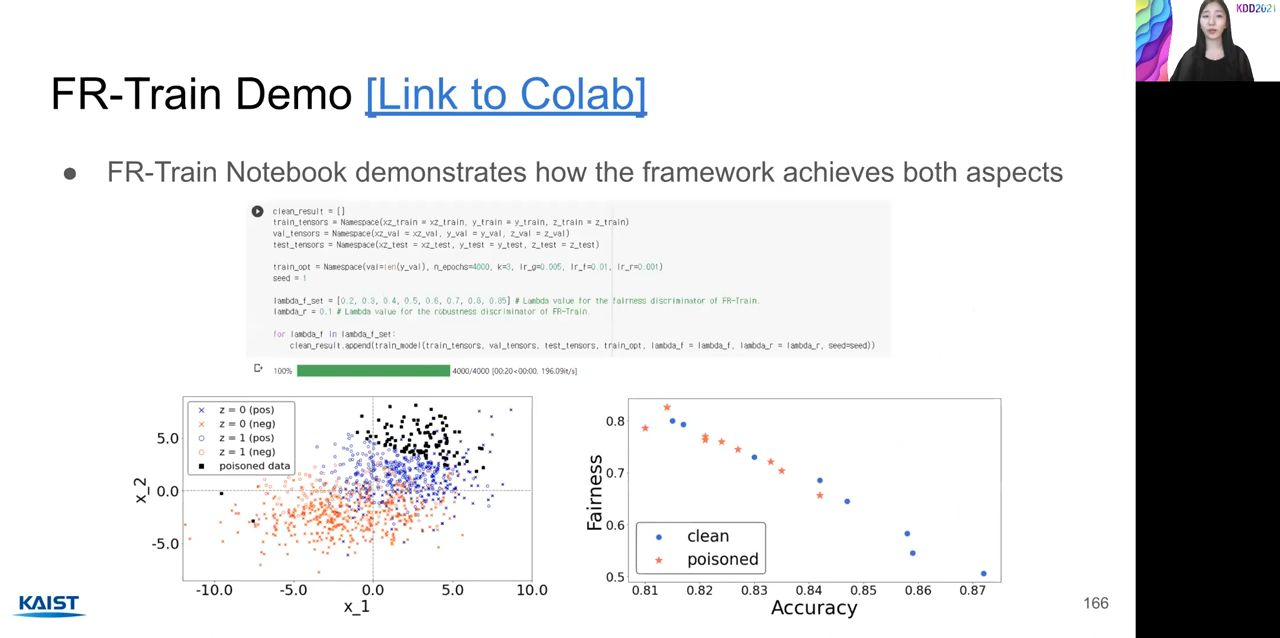 KDD2021
FR-Train Demo [Link to Colab]
● FR-Train Notebook demonstrates how the framework achieves both aspects
clean_result = []
train_tensors = Namespace(xz_train = xz_train, y_train = y_train, z_train = z_train)
val_tensors = Namespace(xz_val = xz_val, y_val = y_val, z_val = z_val)
test_tensors = Namespace(xz_test = xz_test, y_test = y_test, z_test = z_test)
train_opt = Namespace(val=len(y_val), n_epochs=4000, k=3, lr_g=0.005, lr_f=0.01, lr_r=0.001)
seed = 1
lambda_f_set = [0.2, 0.3, 0.4, 0.5, 0.6, 0.7, 0.8, 0.85] # Lambda value for the fairness discriminator of FR-Train.
lambda_r = 0.1 # Lambda value for the robustness discriminator of FR-Train
for lambda_f in lambda_f_set:
clean_result.append(train_model(train_tensors, val_tensors, test_tensors, train_opt, lambda_f = lambda_f, lambda_r = lambda_r, seed=seed))
100% 4000/4000 [00:20<00:00, 196.09it/s]
z = 0 (pos)
z = 0 (neg)
z = 1 (pos)
z = 1 (neg)
poisoned data
5.0
0.0
-5.0
x_2
-10.0 -5.0 0.0 5.0 10.0
x_1
0.8
0.7
0.6
0.5
Fairness
clean
poisoned
0.81 0.82 0.83 0.84 0.85 0.86 0.87
Accuracy
KAIST
166